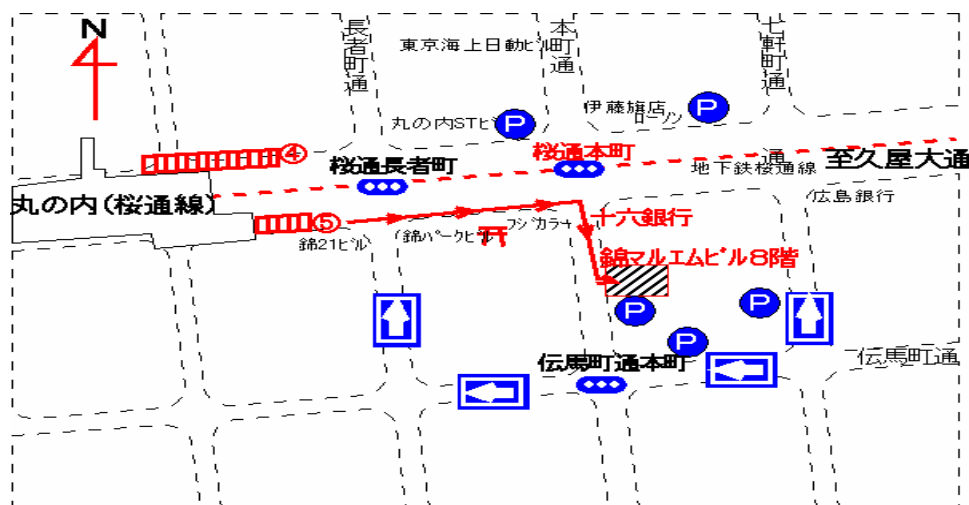 N
長者町通
本町通
七軒町通
東京海上日動ビル
丸の内STビ
P
伊藤旗店
ローソン
P
④
桜通長者町
桜通本町
通
地下鉄桜通線
至久屋大通
丸の内(桜通線)
⑤
錦21ビル
錦パークビル
フジカラー
十六銀行
広島銀行
錦マルエムビル8階
P
P
P
伝馬町通本町
伝馬町通